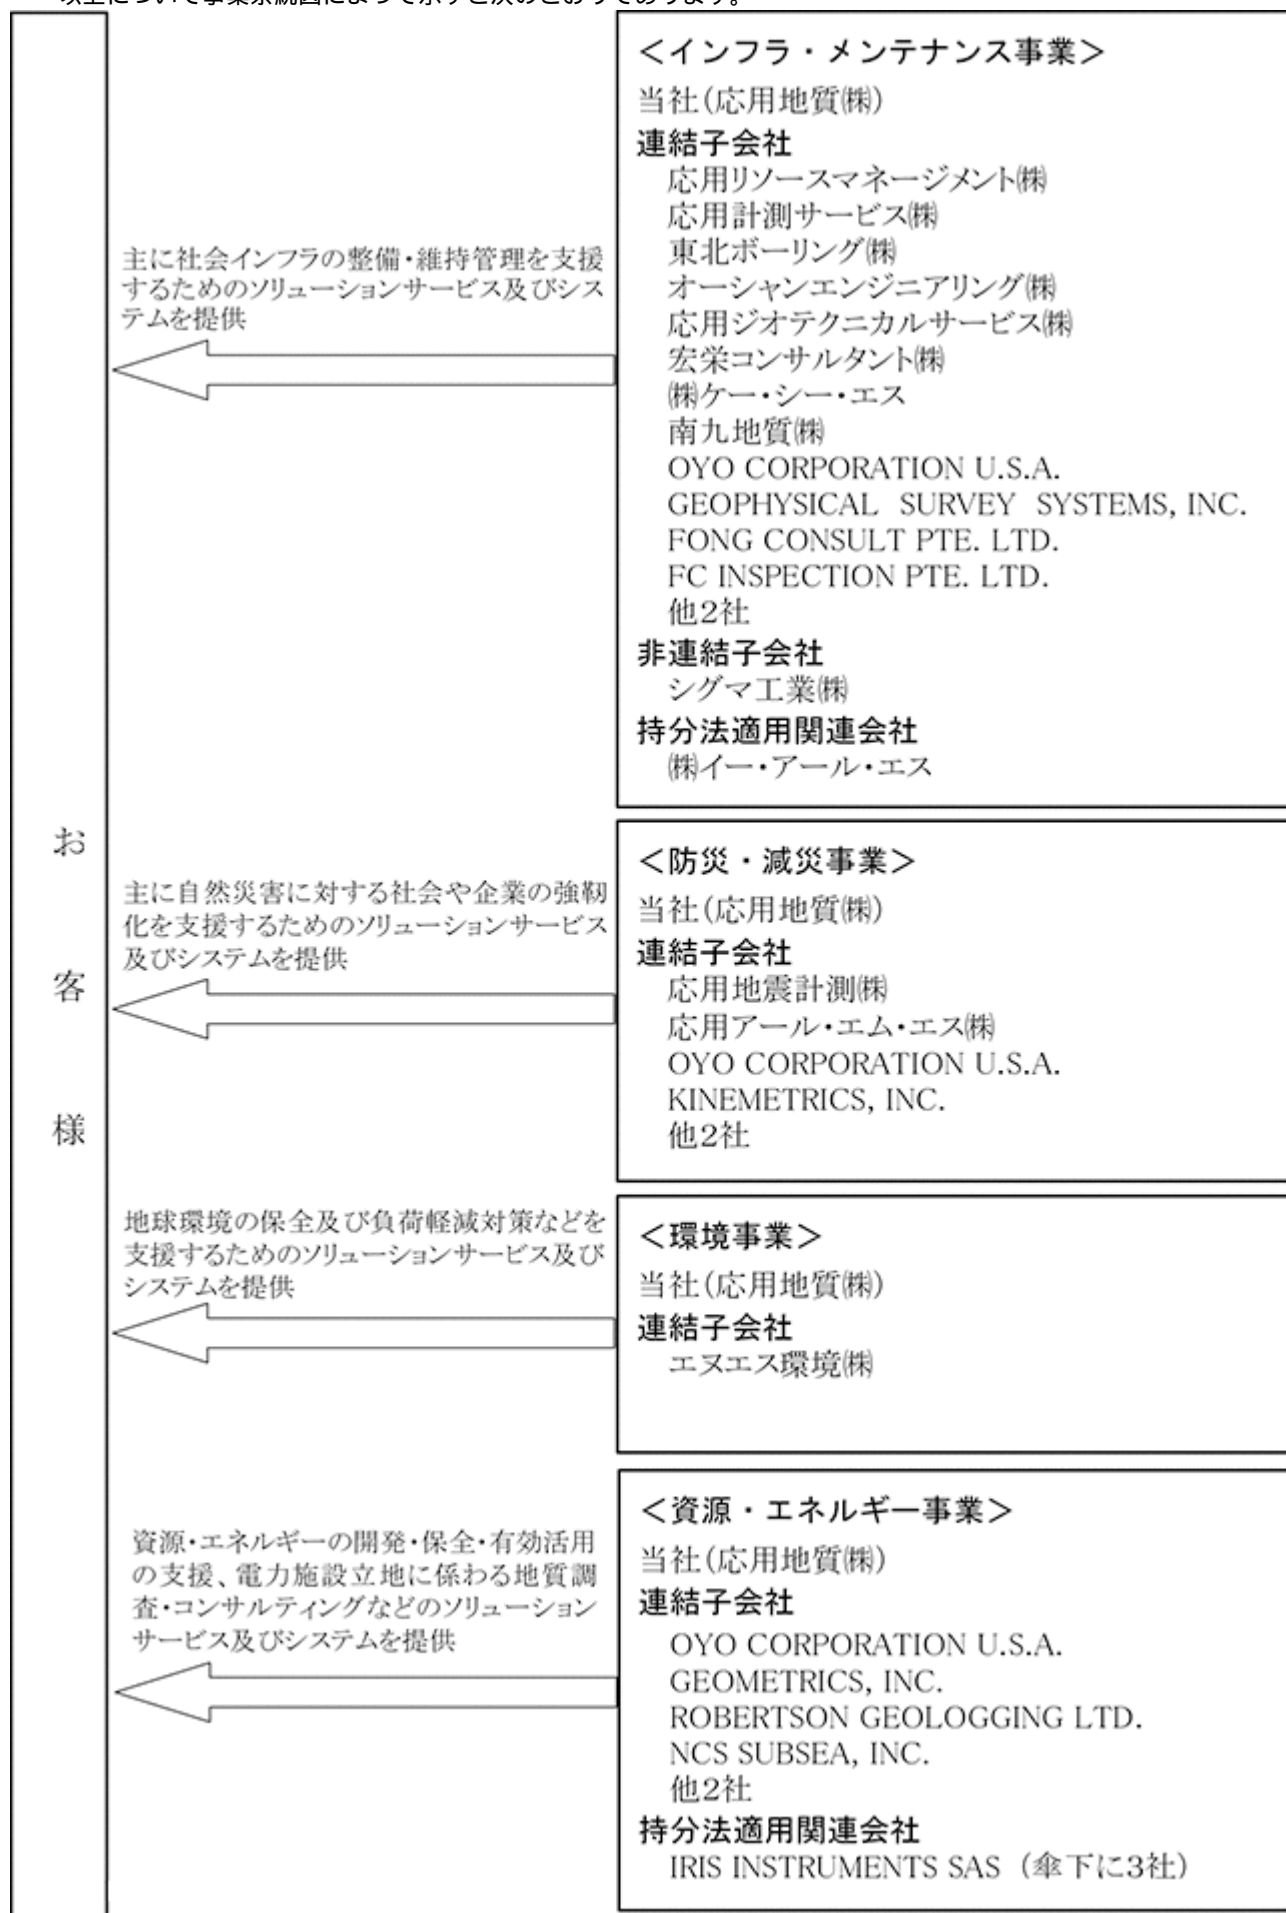 以上について事業系統図によって示すと次のとおりであります。
＜インフラ・メンテナンス事業＞
当社(応用地質㈱)
連結子会社
応用リソースマネージメント㈱
応用計測サービス㈱
東北ボーリング㈱
オーシャンエンジニアリング㈱
応用ジオテクニカルサービス㈱
宏栄コンサルタント㈱
㈱ケー・シー・エス
南九地質㈱
OYO CORPORATION U.S.A.
GEOPHYSICAL SURVEY SYSTEMS, INC.
FONG CONSULT PTE. LTD.
FC INSPECTION PTE. LTD.
他2社
非連結子会社
シグマ工業㈱
持分法適用関連会社
㈱イー・アール・エス
主に社会インフラの整備・維持管理を支援
するためのソリューションサービス及びシス
テムを提供
お客様
＜防災・減災事業＞
当社(応用地質㈱)
連結子会社
応用地震計測㈱
応用アール・エム・エス㈱
OYO CORPORATION U.S.A.
KINEMETRICS, INC.
他2社
主に自然災害に対する社会や企業の強靭
化を支援するためのソリューションサービス
及びシステムを提供
＜環境事業＞
当社(応用地質㈱)
連結子会社
エヌエス環境㈱
地球環境の保全及び負荷軽減対策などを
支援するためのソリューションサービス及び
システムを提供
＜資源・エネルギー事業＞
当社(応用地質㈱)
連結子会社
OYO CORPORATION U.S.A.
GEOMETRICS, INC.
ROBERTSON GEOLOGGING LTD.
NCS SUBSEA, INC.
他2社
持分法適用関連会社
IRIS INSTRUMENTS SAS (傘下に3社)
資源・エネルギーの開発・保全・有効活用
の支援、電力施設立地に係わる地質調
査・コンサルティングなどのソリューション
サービス及びシステムを提供